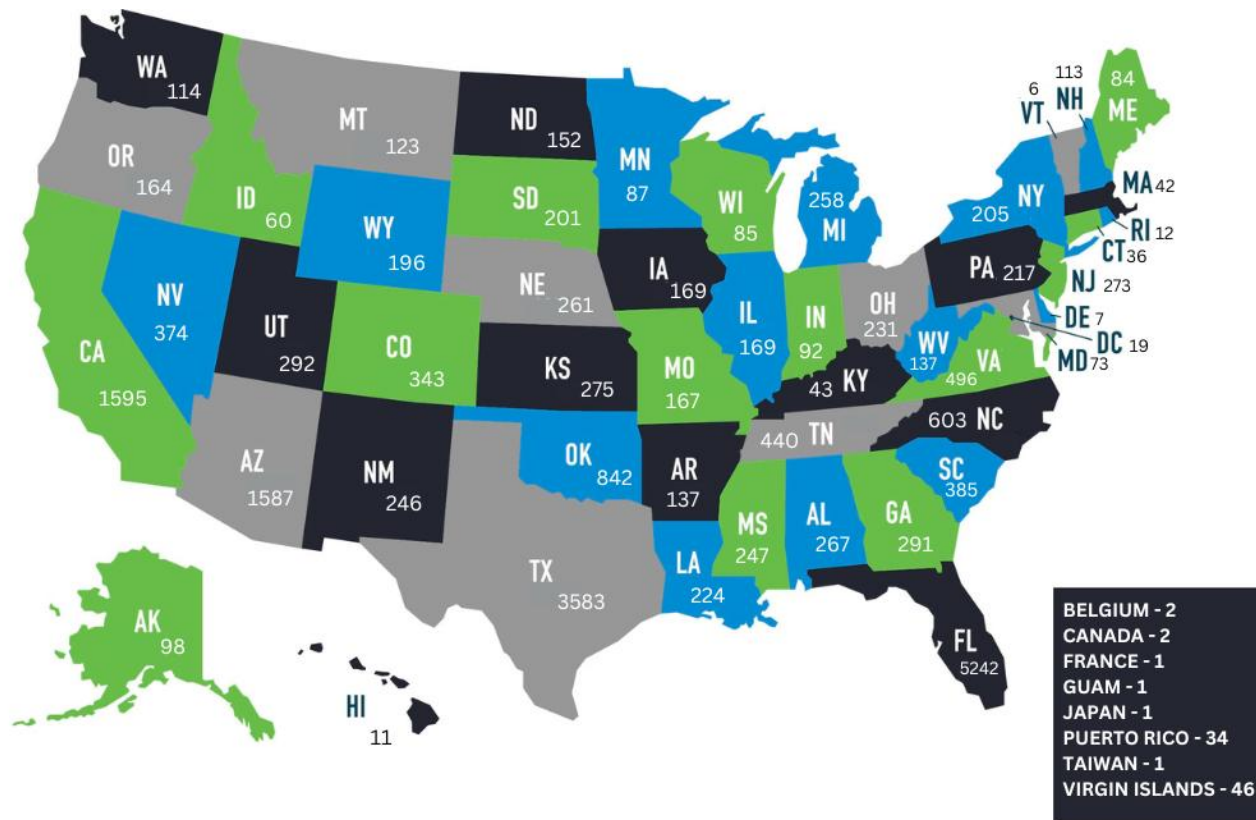 WA
114
OR
164
CA
1595
NV
374
ID
60
MT
123
WY
196
UT
292
AZ
1587
CO
343
NM
246
ND
152
SD
201
NE
261
KS
275
OK
842
TX
3583
MN
87
IA
169
MO
167
AR
137
LA
224
WI
85
IL
169
MS
247
258
MI
IN
92
OH
231
43 KY
440 TN
AL
267
GA
291
FL
5242
SC
385
603 NC
496 VA
WV
137
PA 217
NY
205
6
VT
113
NH
84
ME
MA 42
RI 12
CT 36
NJ 273
DE 7
DC 19
MD 73
AK
98
HI
11
BELGIUM - 2
CANADA - 2
FRANCE - 1
GUAM - 1
JAPAN - 1
PUERTO RICO - 34
TAIWAN - 1
VIRGIN ISLANDS - 46